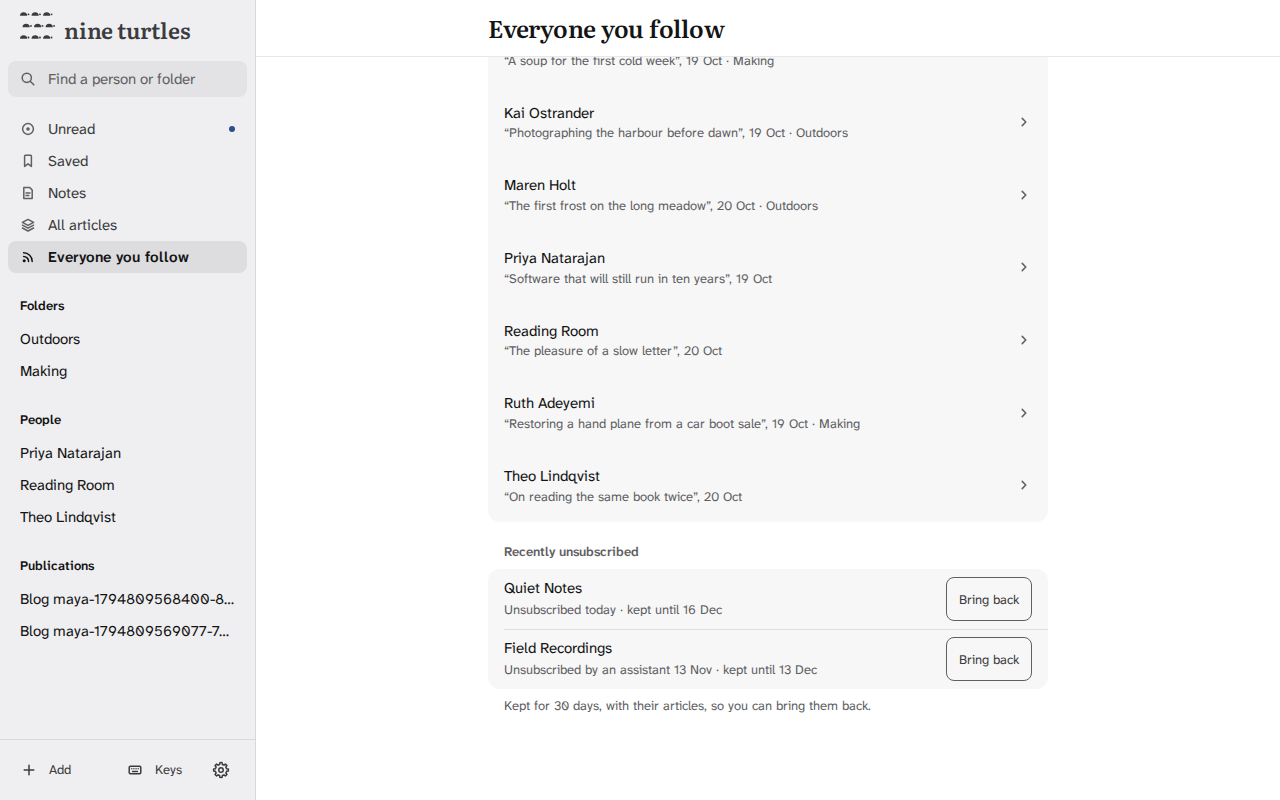 nine turtles
Find a person or folder
Unread
Saved
Notes
All articles
Everyone you follow
Folders
Outdoors
Making
People
Priya Natarajan
Reading Room
Theo Lindqvist
Publications
Blog maya-1794809568400-8...
Blog maya-1794809569077-7...
Add
Keys
Everyone you follow
“A soup for the first cold week”, 19 Oct · Making
Kai Ostrander
“Photographing the harbour before dawn”, 19 Oct · Outdoors
Maren Holt
“The first frost on the long meadow”, 20 Oct · Outdoors
Priya Natarajan
“Software that will still run in ten years”, 19 Oct
Reading Room
“The pleasure of a slow letter”, 20 Oct
Ruth Adeyemi
“Restoring a hand plane from a car boot sale”, 19 Oct · Making
Theo Lindqvist
“On reading the same book twice”, 20 Oct
Recently unsubscribed
Quiet Notes
Unsubscribed today · kept until 16 Dec
Bring back
Field Recordings
Unsubscribed by an assistant 13 Nov · kept until 13 Dec
Bring back
Kept for 30 days, with their articles, so you can bring them back.